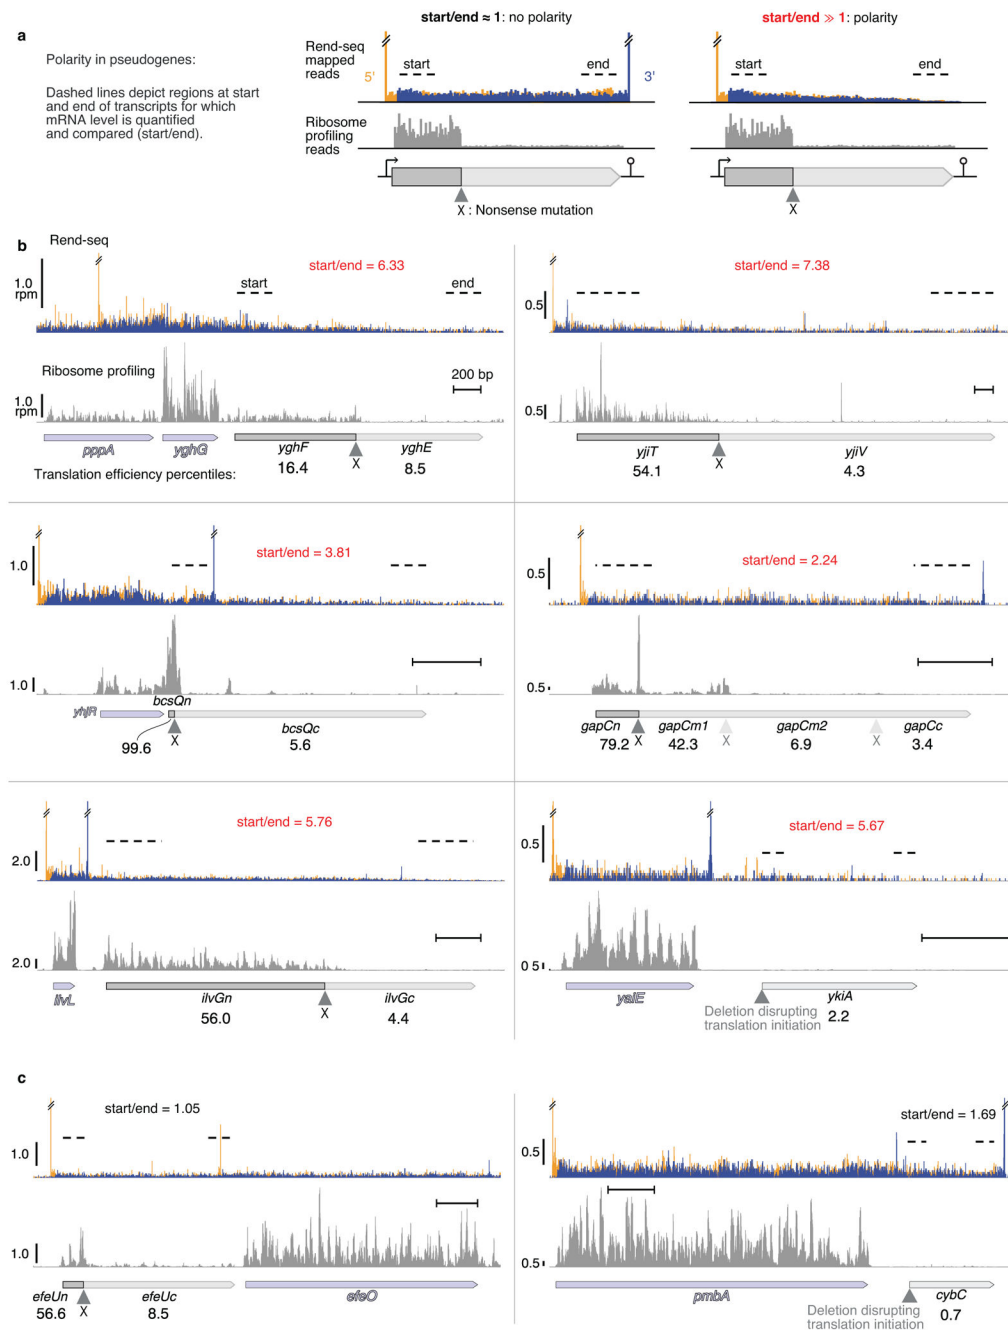 a
Polarity in pseudogenes:
Dashed lines depict regions at start
and end of transcripts for which
mRNA level is quantified
and compared (start/end).
start/end ≈ 1: no polarity
start/end ≫ 1: polarity
Rend-seq
mapped
reads
5'
start
end
3'
start
end
Ribosome
profiling
reads
X : Nonsense mutation
X
b
Rend-seq
1.0
rpm
start/end = 6.33
start
end
Ribosome profiling
1.0
rpm
200 bp
pppA
yghG
yghF
yghE
X
Translation efficiency percentiles:
16.4
8.5
start/end = 7.38
0.5
0.5
yjiT
yjiV
X
54.1
4.3
start/end = 3.81
1.0
1.0
yhjR
bcsQn
bcsQc
X
99.6
5.6
start/end = 2.24
0.5
0.5
gapCn
gapCm1
gapCm2
gapCc
X
X
X
79.2
42.3
6.9
3.4
start/end = 5.76
2.0
2.0
ilvL
ilvGn
ilvGc
X
56.0
4.4
start/end = 5.67
0.5
0 5
yaiE
ykiA
Deletion disrupting
translation initiation
2.2
c
start/end = 1.05
1.0
1.0
efeUn
efeUc
efeO
X
56.6
8.5
start/end = 1.69
0.5
0.5
pmbA
cybC
Deletion disrupting
translation initiation
0.7